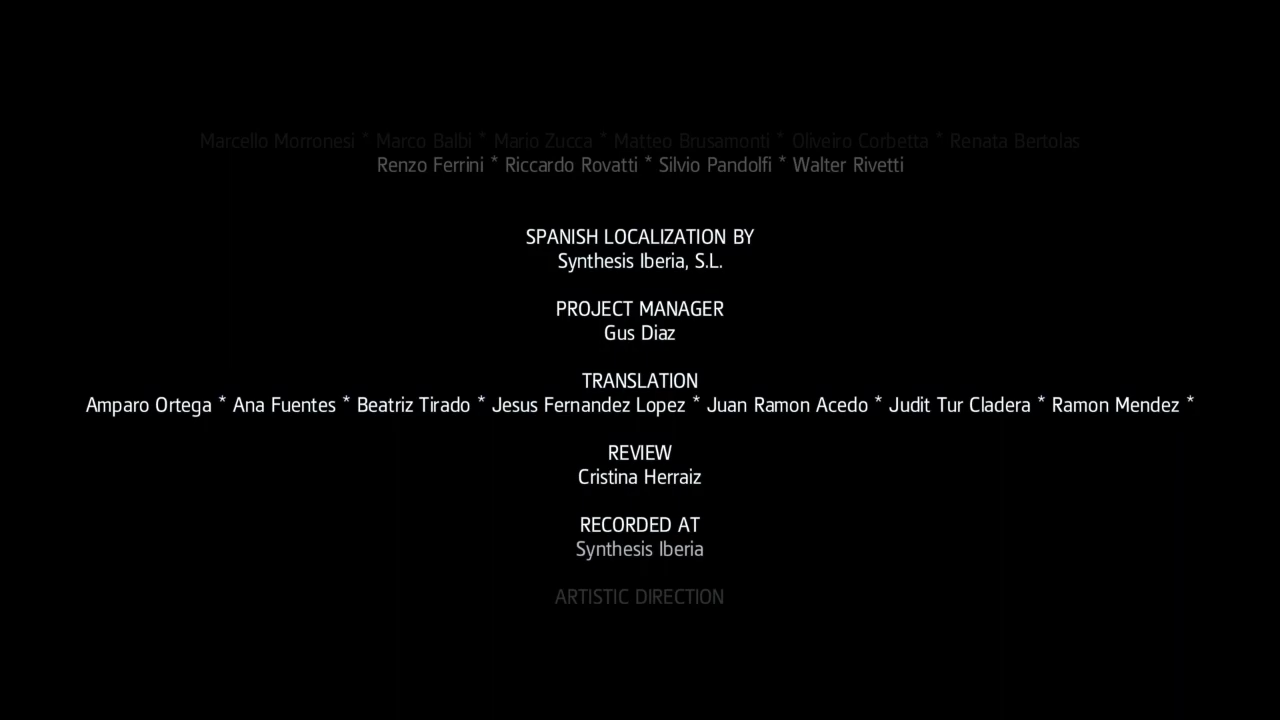 Marcello Morronesi * Marco Balbi * Mario Zucca * Matteo Brusamonti * Oliveiro Corbetta * Renata Bertolas
Renzo Ferrini * Riccardo Rovatti * Silvio Pandolfi * Walter Rivetti
SPANISH LOCALIZATION BY
Synthesis Iberia, S.L.
PROJECT MANAGER
Gus Diaz
TRANSLATION
Amparo Ortega * Ana Fuentes * Beatriz Tirado * Jesus Fernandez Lopez * Juan Ramon Acedo * Judit Tur Cladera * Ramon Mendez *
REVIEW
Cristina Herraiz
RECORDED AT
Synthesis Iberia
ARTISTIC DIRECTION